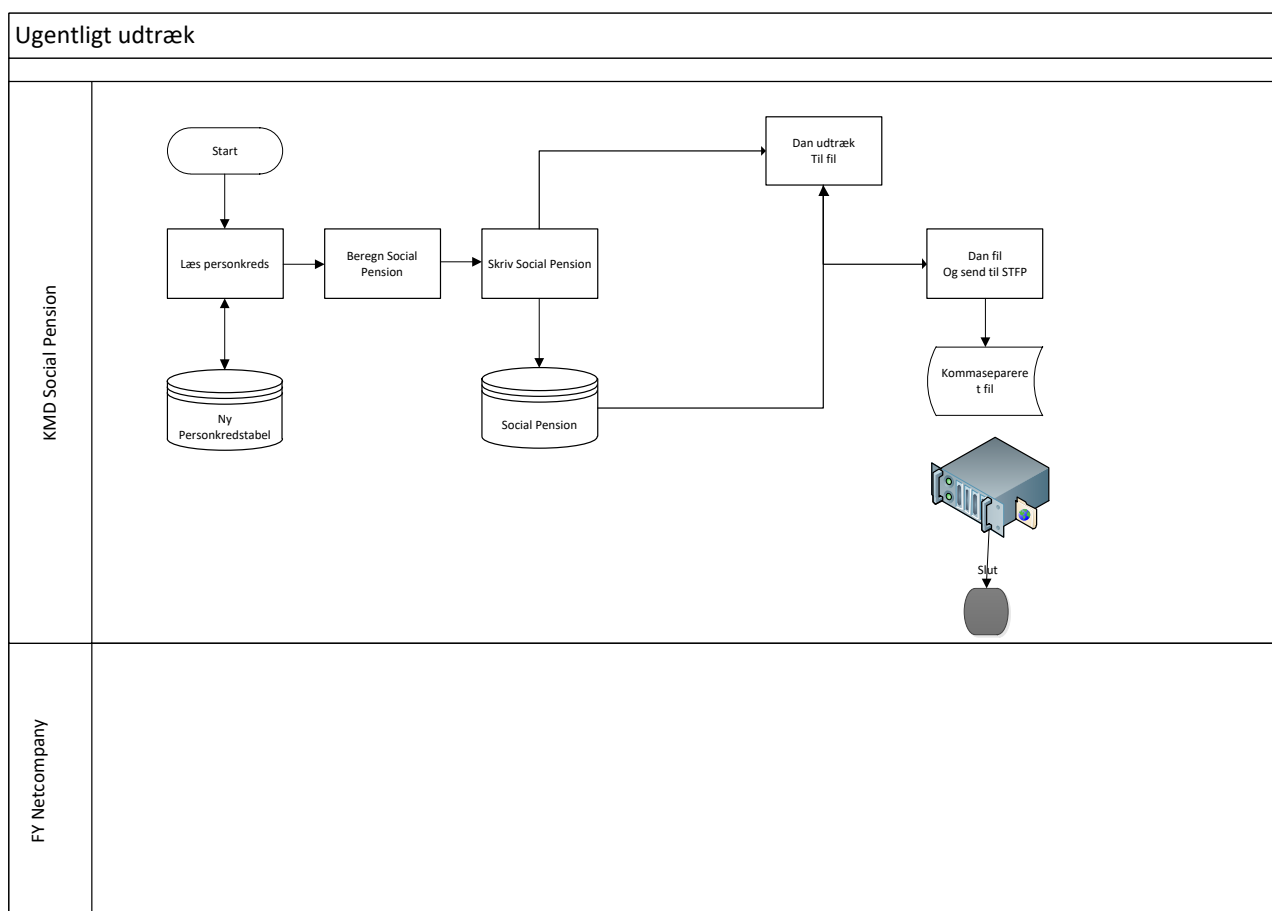 Ugentligt udtræk
KMD Social Pension
Start
Dan udtræk
Til fil
Læs personkreds
Beregn Social
Pension
Skriv Social Pension
Dan fil
Og send til STFP
Ny
Personkredstabel
Social Pension
Kommaseparere
t fil
Slut
FY Netcompany